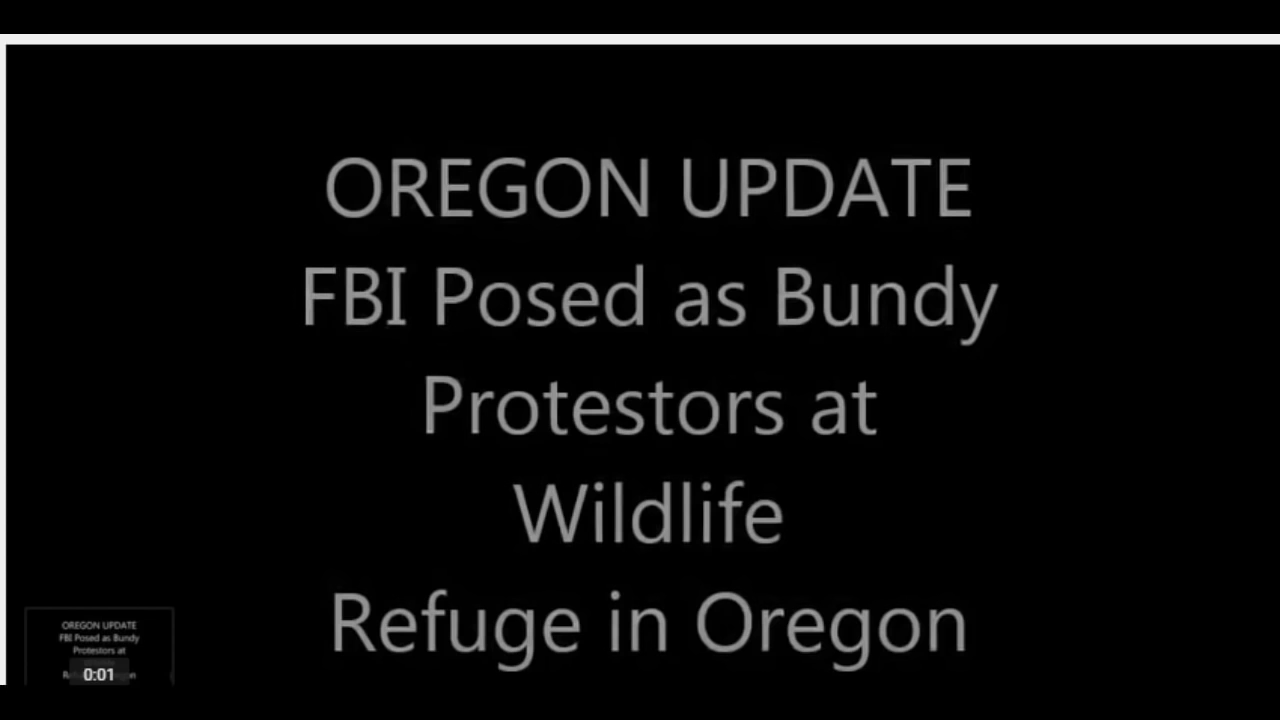 OREGON UPDATE
FBI Posed as Bundy
Protestors at
Wildlife
Refuge in Oregon
OREGON UPDATE
FBI Posed as Bundy
Protestors at
0:01